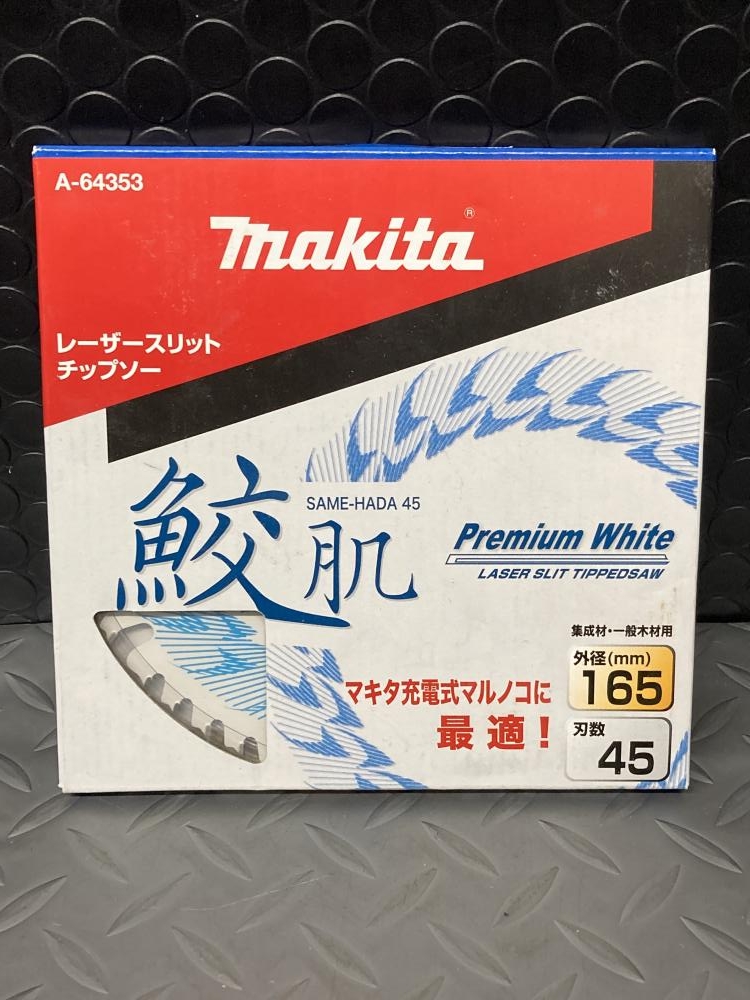 A-64353
makita®
レーザースリット
チップソー
鮫肌
SAME-HADA 45
Premium White
LASER SLIT TIPPEDSAW
集成材・一般木材用
外径(mm)
165
マキタ充電式マルノコに
最適!
刃数
45